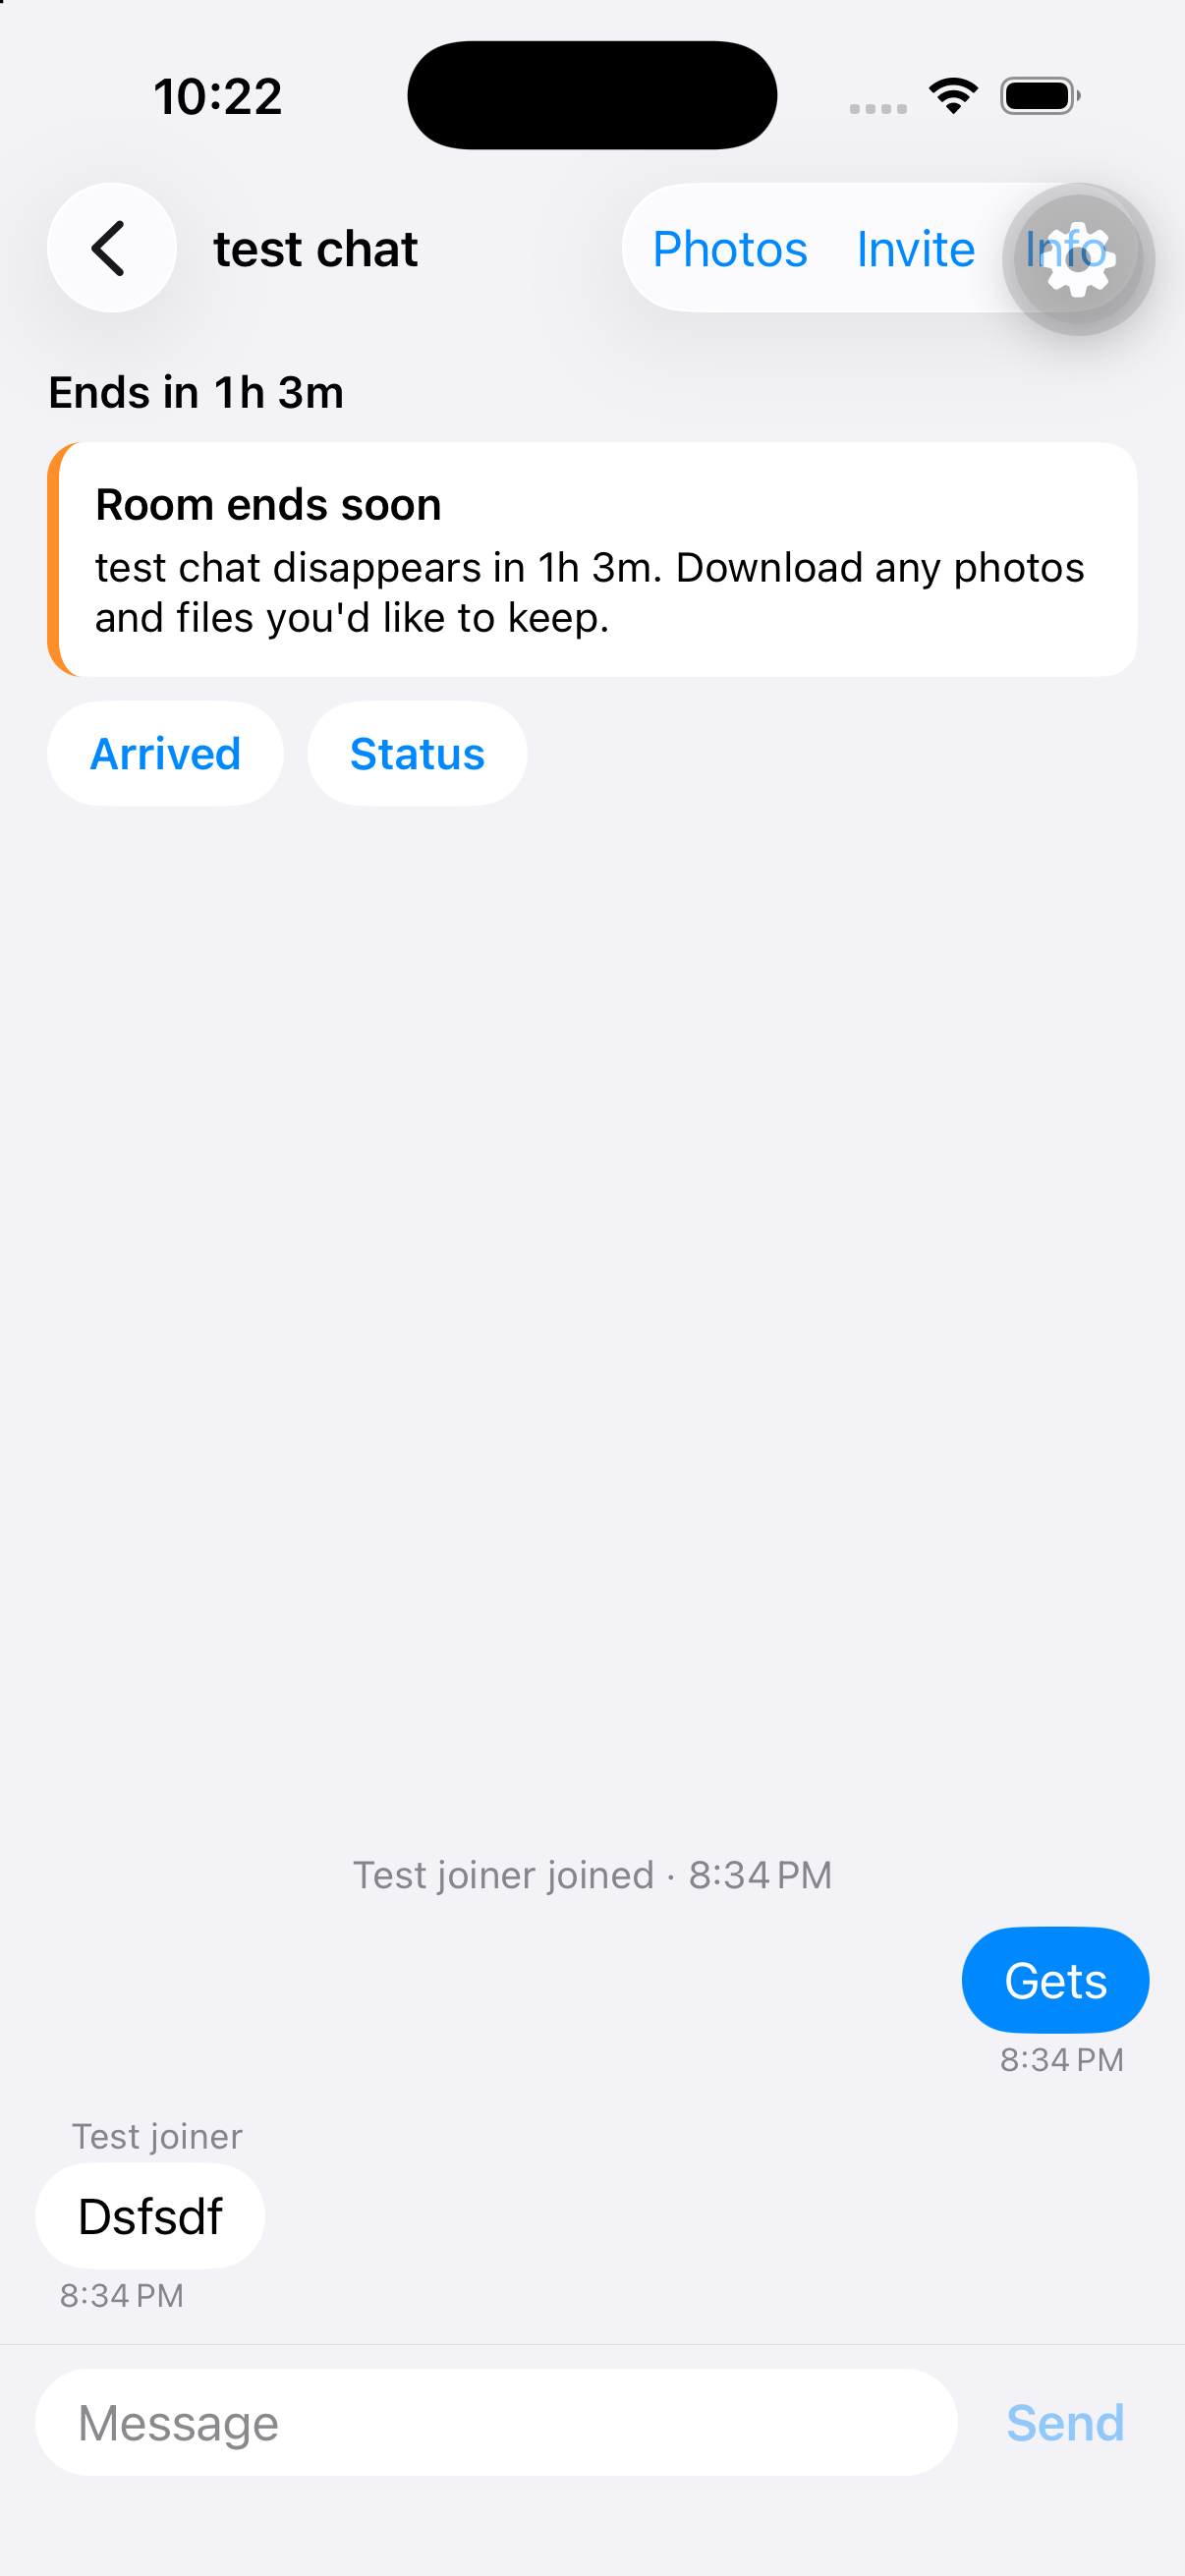 10:22
test chat
Photos Invite Info
Ends in 1h 3m
Room ends soon
test chat disappears in 1h 3m. Download any photos
and files you'd like to keep.
Arrived Status
Test joiner joined · 8:34 PM
Gets
8:34 PM
Test joiner
Dsfsdf
8:34 PM
Message Send